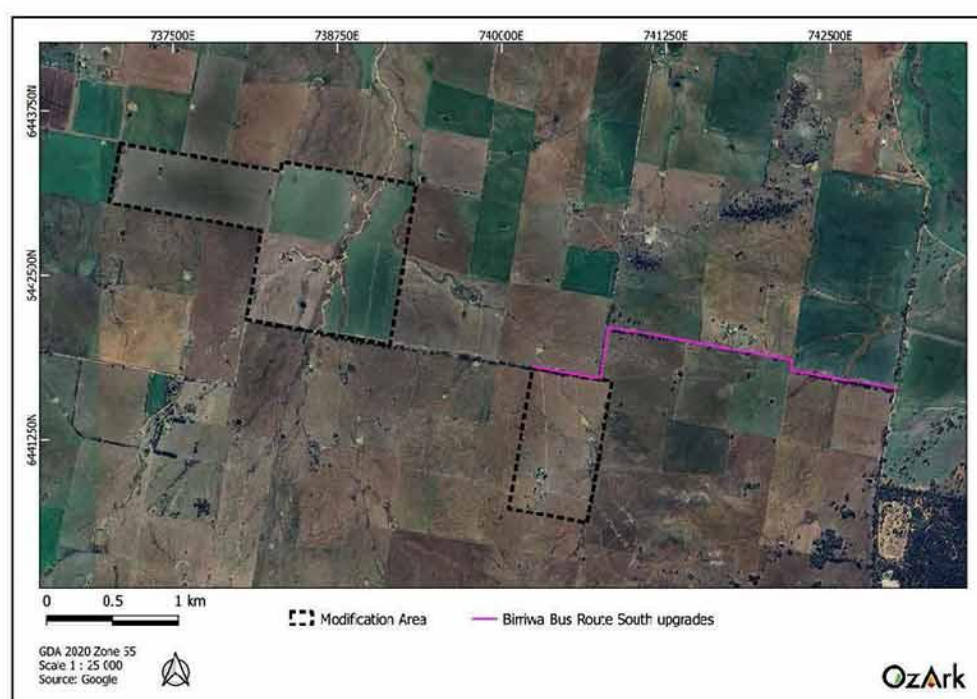 737500E 738750E 740000E 741250E 742500E
6443750N
6442500N
6441250N
0 0.5 1 km
Modification Area
Birriwa Bus Route South upgrades
GDA 2020 Zone 55
Scale 1 : 25 000
Source: Google
OzArk